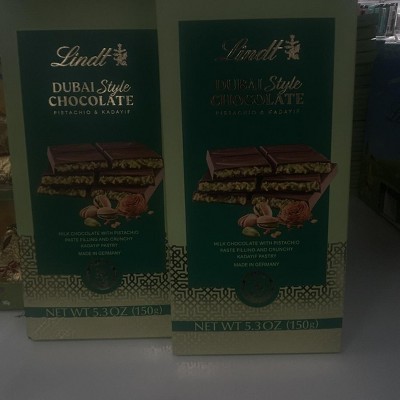 Lindt
DUBAI Style
CHOCOLATE
PISTACHIO & KADAYIF
MILK CHOCOLATE WITH PISTACHIO
PASTE FILLING AND CRUNCHY
KADAYIF PASTRY
MADE IN GERMANY
NET WT 5.3 OZ (150g)
Lindt
DUBAI Style
CHOCOLATE
PISTACHIO & KADAYIF
MILK CHOCOLATE WITH PISTACHIO
PASTE FILLING AND CRUNCHY
KADAYIF PASTRY
MADE IN GERMANY
NET WT 5.3 OZ (150g)